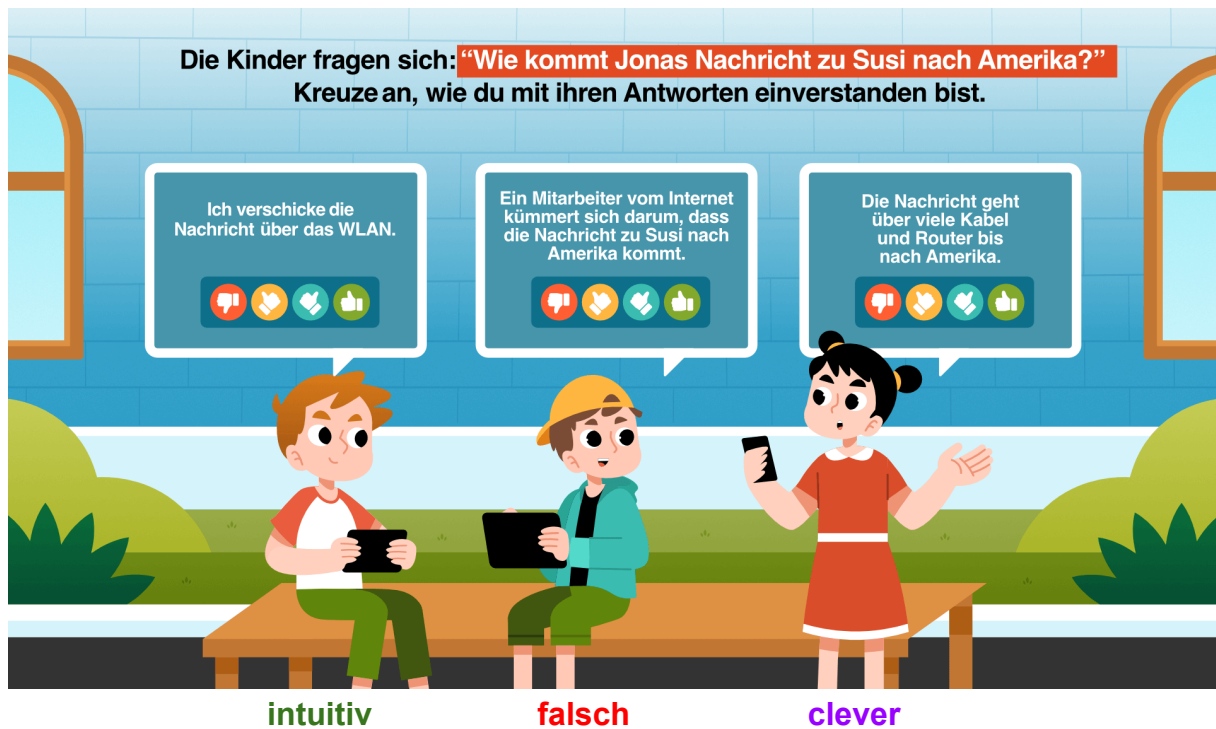 Die Kinder fragen sich: “Wie kommt Jonas Nachricht zu Susi nach Amerika?”
Kreuze an, wie du mit ihren Antworten einverstanden bist.
Ich verschicke die
Nachricht über das WLAN.
Ein Mitarbeiter vom Internet
kümmert sich darum, dass
die Nachricht zu Susi nach
Amerika kommt.
Die Nachricht geht
über viele Kabel
und Router bis
nach Amerika.
intuitiv
falsch
clever